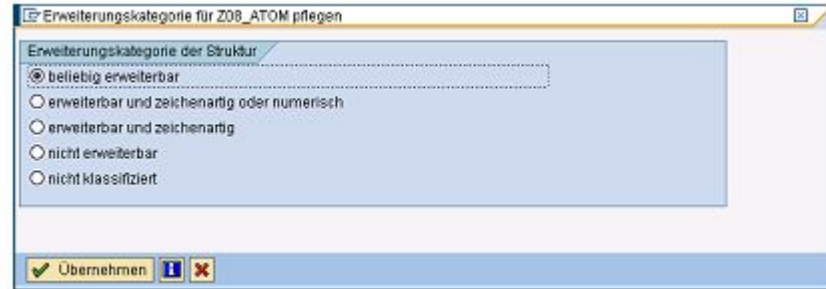 Erweiterungskategorie für Z08_ATOM pflegen
Erweiterungskategorie der Struktur
beliebig erweiterbar
erweiterbar und zeichenartig oder numerisch
erweiterbar und zeichenartig
nicht erweiterbar
nicht klassifiziert
Übernehmen